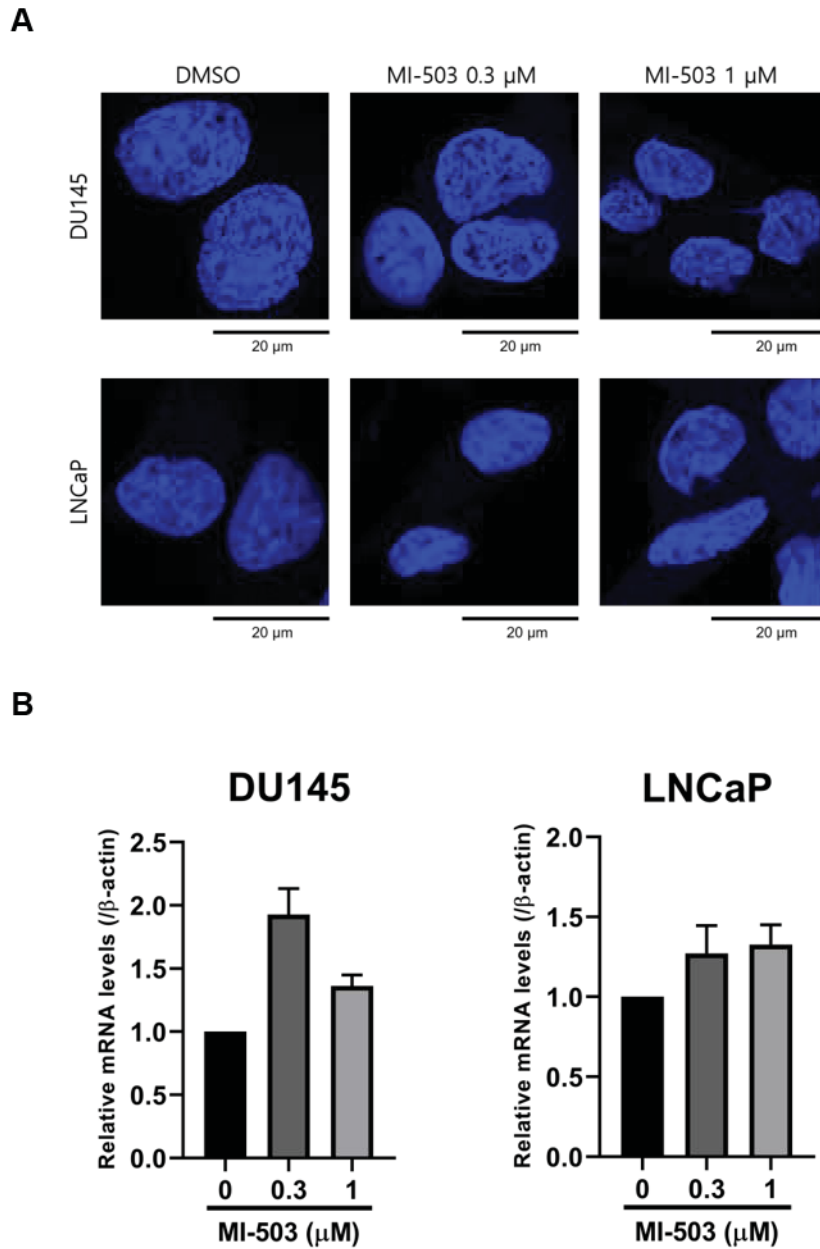 A
DMSO MI-503 0.3 μM MI-503 1 μM
DU145
20 μm 20 μm 20 μm
LNCaP
20 μm 20 μm 20 μm
B
DU145 LNCaP
Relative mRNA levels (/β-actin)
2.5
2.0
1.5
1.0
0.5
0.0
0 0.3 1
MI-503 (μM)
Relative mRNA levels (/β-actin)
2.0
1.5
1.0
0.5
0.0
0 0.3 1
MI-503 (μM)